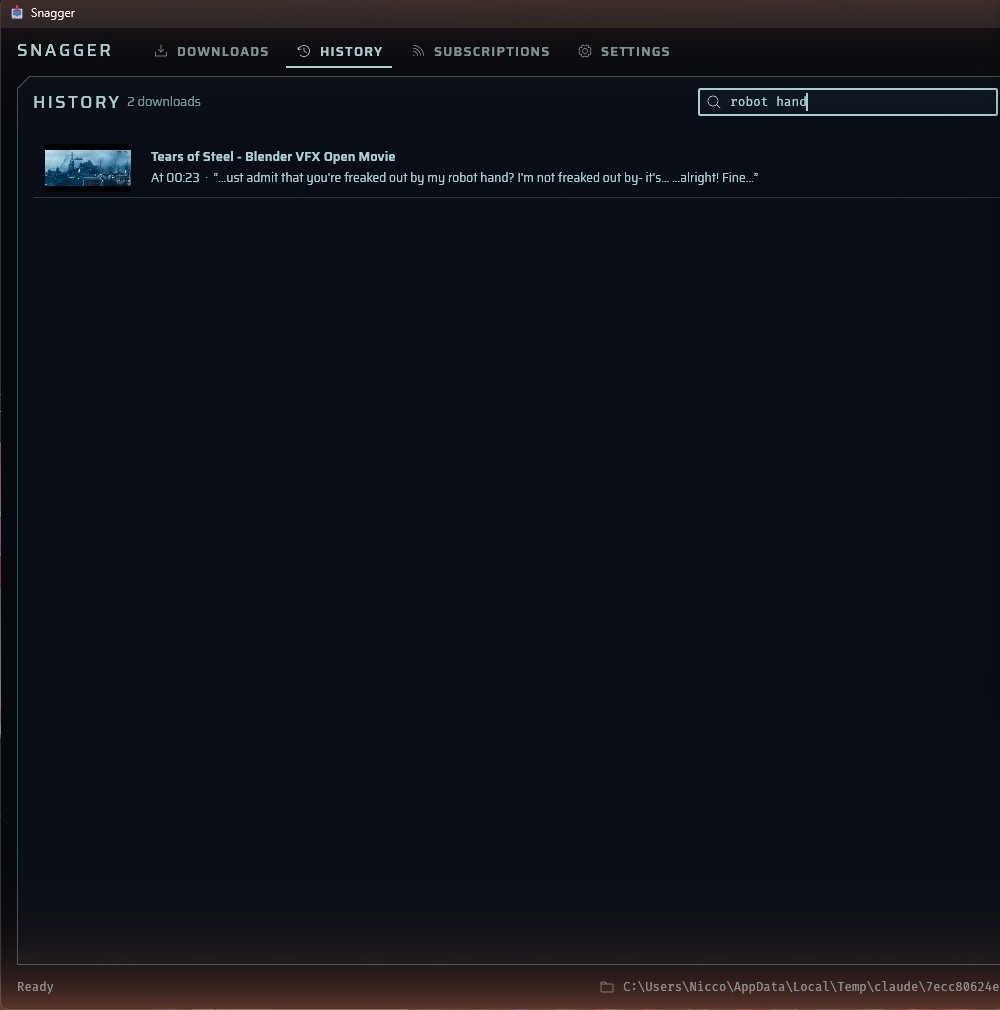 Snagger
SNAGGER DOWNLOADS HISTORY SUBSCRIPTIONS SETTINGS
HISTORY 2 downloads robot hand
Tears of Steel - Blender VFX Open Movie
At 00:23 · "...ust admit that you're freaked out by my robot hand? I'm not freaked out by- it's... ...alright! Fine..."
Ready C:\Users\Nicco\AppData\Local\Temp\claude\7ecc80624e